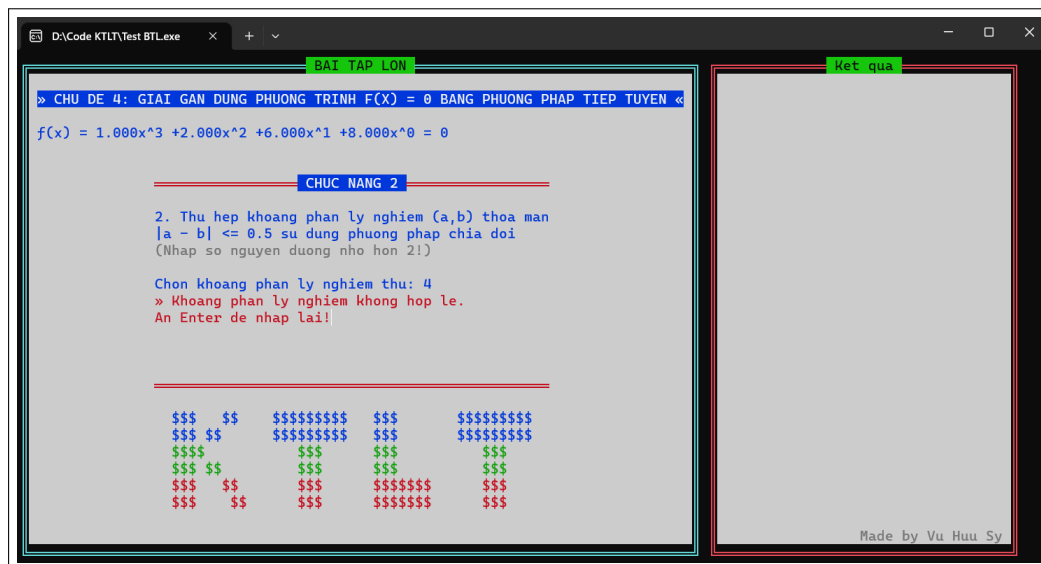 D:\Code KTLT\Test BTL.exe
BAI TAP LON
Ket qua
» CHU DE 4: GIAI GAN DUNG PHUONG TRINH F(X) = 0 BANG PHUONG PHAP TIEP TUYEN «
ƒ(x) = 1.000x^3 +2.000x^2 +6.000x^1 +8.000x^0 = 0
CHUC NANG 2
2. Thu hep khoang phan ly nghiem (a,b) thoa man
|a - b| <= 0.5 su dung phuong phap chia doi
(Nhap so nguyen duong nho hon 2!)
Chon khoang phan ly nghiem thu: 4
» Khoang phan ly nghiem khong hop le.
An Enter de nhap lai!
$$$   $$    $$$$$$$$$   $$$       $$$$$$$$$
$$$ $$      $$$$$$$$$   $$$       $$$$$$$$$
$$$$           $$$      $$$          $$$
$$$ $$         $$$      $$$          $$$
$$$   $$       $$$      $$$$$$$      $$$
$$$    $$      $$$      $$$$$$$      $$$
Made by Vu Huu Sy